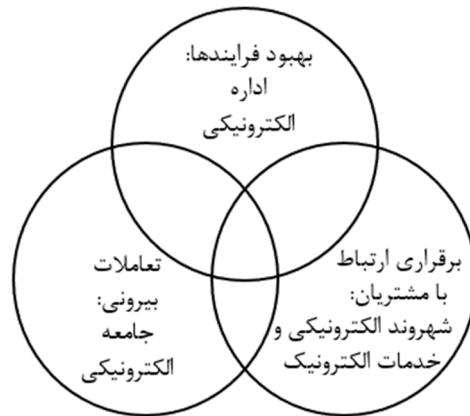 بهبود فرایندها:
اداره
الکترونیکی
برقراری ارتباط
با مشتریان:
شهروند الکترونیکی و
خدمات الکترونیک
تعاملات
بیرونی:
جامعه
الکترونیکی